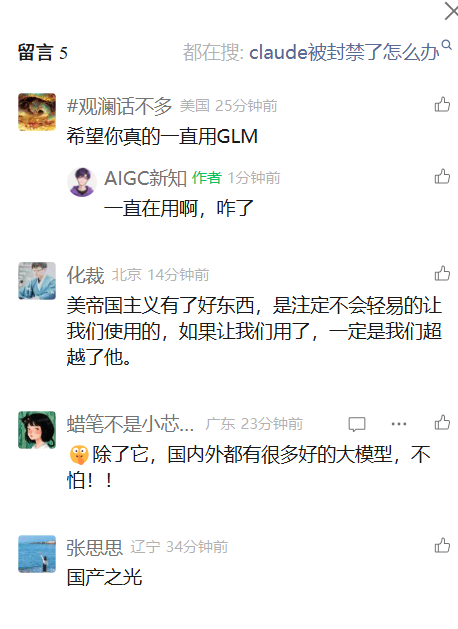 留言 5
都在搜: claude被封禁了怎么办
#观澜话不多 美国 25分钟前
希望你真的一直用GLM
AIGC新知 作者 1分钟前
一直在用啊，咋了
化裁 北京 14分钟前
美帝国主义有了好东西，是注定不会轻易的让
我们使用的，如果让我们用了，一定是我们超
越了他。
蜡笔不是小芯... 广东 23分钟前
🤫除了它，国内外都有很多好的大模型，不
怕！！
张思思 辽宁 34分钟前
国产之光